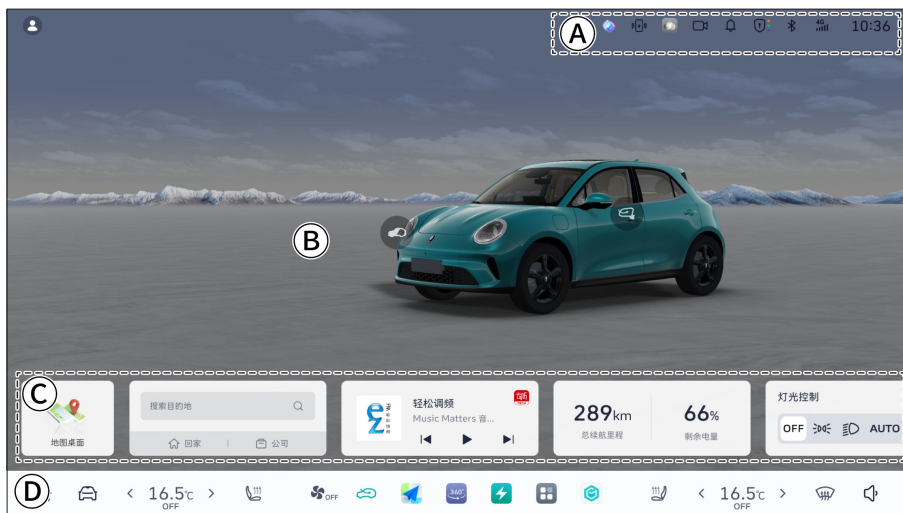 A
4G
10:36
B
C
地图桌面
搜索目的地
回家
公司
轻松调频
Music Matters 音...
289km
总续航里程
66%
剩余电量
灯光控制
OFF
AUTO
D
16.5℃
OFF
OFF
360°
16.5℃
OFF